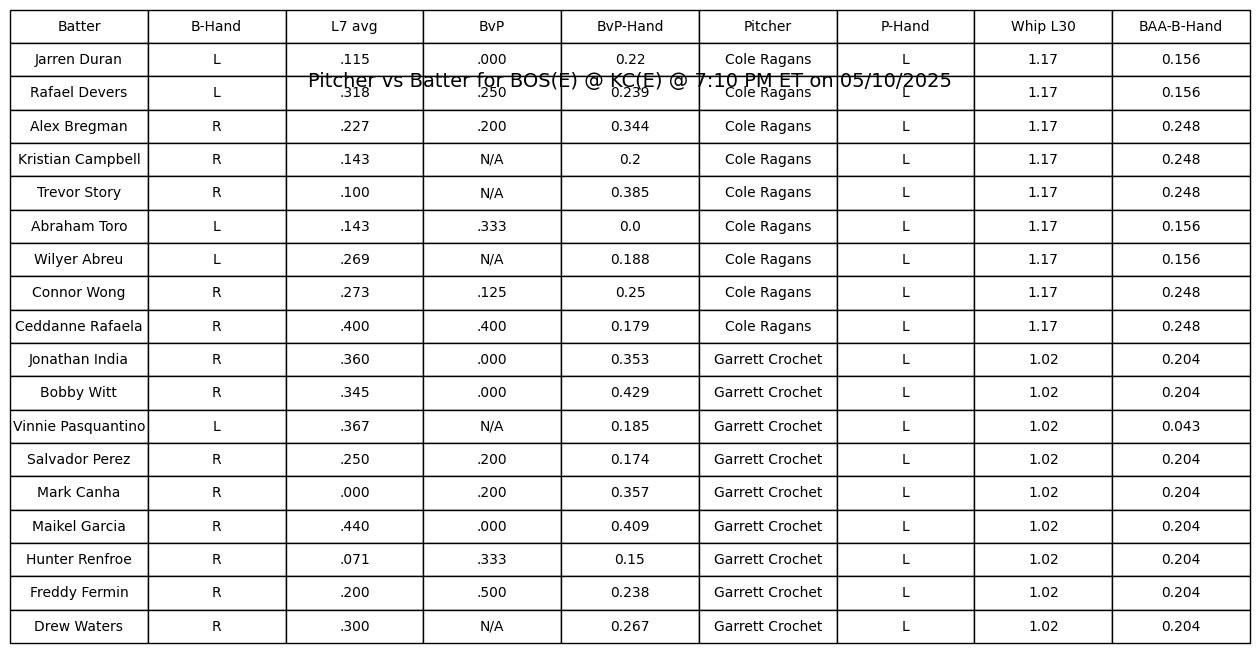 Batter B-Hand L7 avg BvP BvP-Hand Pitcher P-Hand Whip L30 BAA-B-Hand
Jarren Duran L .115 .000 0.22 Cole Ragans L 1.17 0.156
Pitcher vs Batter for BOS(E) @ KC(E) @ 7:10 PM ET on 05/10/2025
Rafael Devers L .318 .250 0.239 Cole Ragans L 1.17 0.156
Alex Bregman R .227 .200 0.344 Cole Ragans L 1.17 0.248
Kristian Campbell R .143 N/A 0.2 Cole Ragans L 1.17 0.248
Trevor Story R .100 N/A 0.385 Cole Ragans L 1.17 0.248
Abraham Toro L .143 .333 0.0 Cole Ragans L 1.17 0.156
Wilyer Abreu L .269 N/A 0.188 Cole Ragans L 1.17 0.156
Connor Wong R .273 .125 0.25 Cole Ragans L 1.17 0.248
Ceddanne Rafaela R .400 .400 0.179 Cole Ragans L 1.17 0.248
Jonathan India R .360 .000 0.353 Garrett Crochet L 1.02 0.204
Bobby Witt R .345 .000 0.429 Garrett Crochet L 1.02 0.204
Vinnie Pasquantino L .367 N/A 0.185 Garrett Crochet L 1.02 0.043
Salvador Perez R .250 .200 0.174 Garrett Crochet L 1.02 0.204
Mark Canha R .000 .200 0.357 Garrett Crochet L 1.02 0.204
Maikel Garcia R .440 .000 0.409 Garrett Crochet L 1.02 0.204
Hunter Renfroe R .071 .333 0.15 Garrett Crochet L 1.02 0.204
Freddy Fermin R .200 .500 0.238 Garrett Crochet L 1.02 0.204
Drew Waters R .300 N/A 0.267 Garrett Crochet L 1.02 0.204